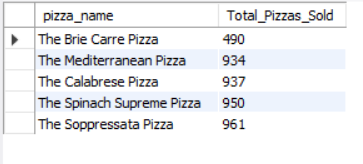 pizza_name Total_Pizzas_Sold
The Brie Carre Pizza 490
The Mediterranean Pizza 934
The Calabrese Pizza 937
The Spinach Supreme Pizza 950
The Soppressata Pizza 961